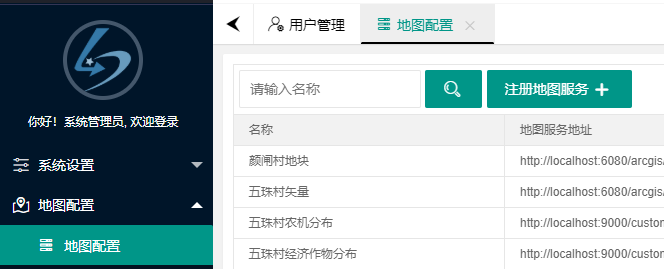 用户管理
地图配置
请输入名称
注册地图服务
你好！系统管理员, 欢迎登录
系统设置
地图配置
地图配置
名称
地图服务地址
颜闸村地块
http://localhost:6080/arcgis/
五珠村矢量
http://localhost:6080/arcgis/
五珠村农机分布
http://localhost:9000/custom
五珠村经济作物分布
http://localhost:9000/custom